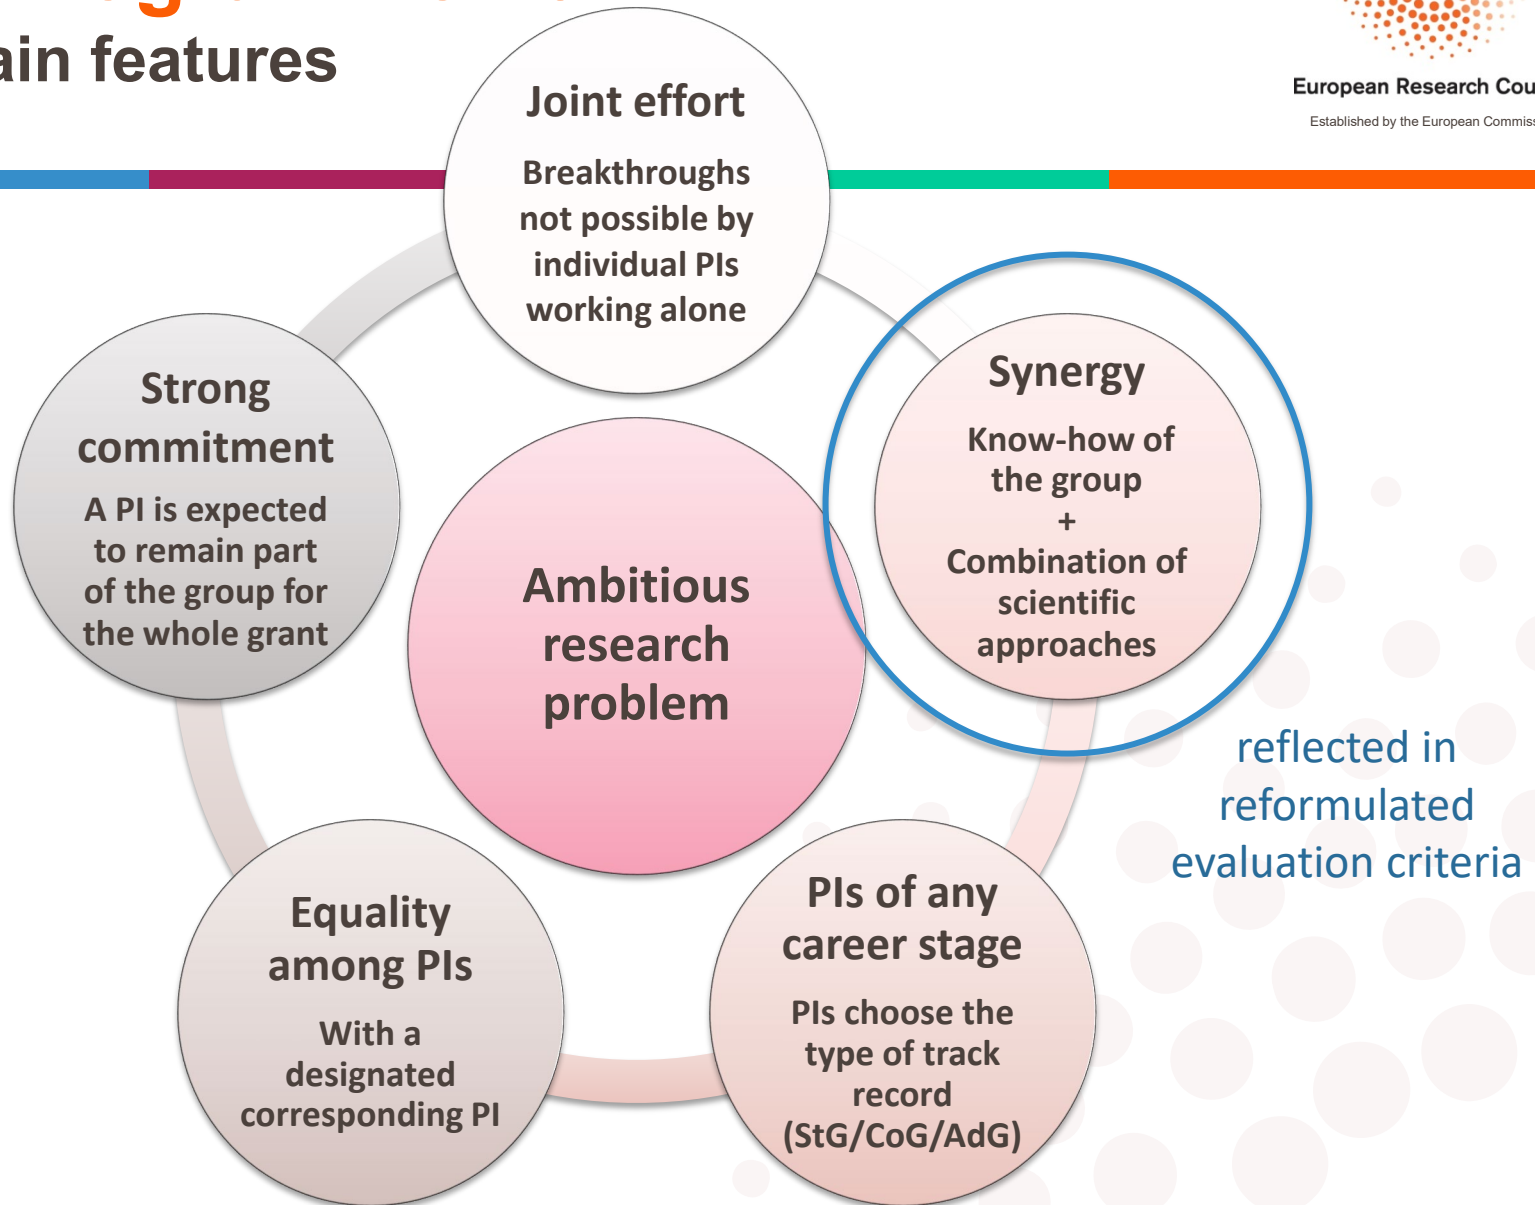 ain features
European Research Cou
Established by the European Commiss
Joint effort
Breakthroughs
not possible by
individual PIs
working alone
Synergy
Know-how of
the group
+
Combination of
scientific
approaches
reflected in
reformulated
evaluation criteria
PIs of any
career stage
PIs choose the
type of track
record
(StG/CoG/AdG)
Equality
among PIs
With a
designated
corresponding PI
Strong
commitment
A PI is expected
to remain part
of the group for
the whole grant
Ambitious
research
problem